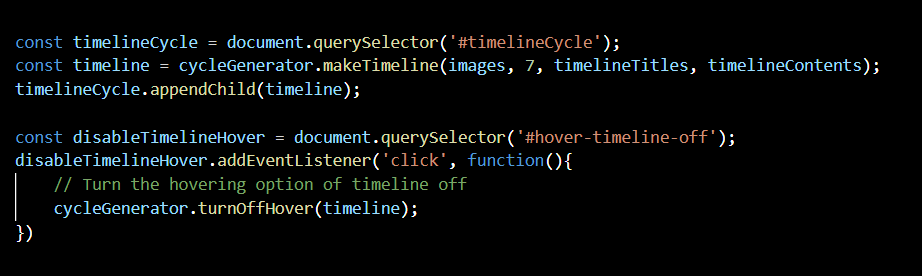 const timelineCycle = document.querySelector('#timelineCycle');
const timeline = cycleGenerator.makeTimeline(images, 7, timelineTitles, timelineContents);
timelineCycle.appendChild(timeline);
const disableTimelineHover = document.querySelector('#hover-timeline-off');
disableTimelineHover.addEventListener('click', function(){
// Turn the hovering option of timeline off
cycleGenerator.turnOffHover(timeline);
})